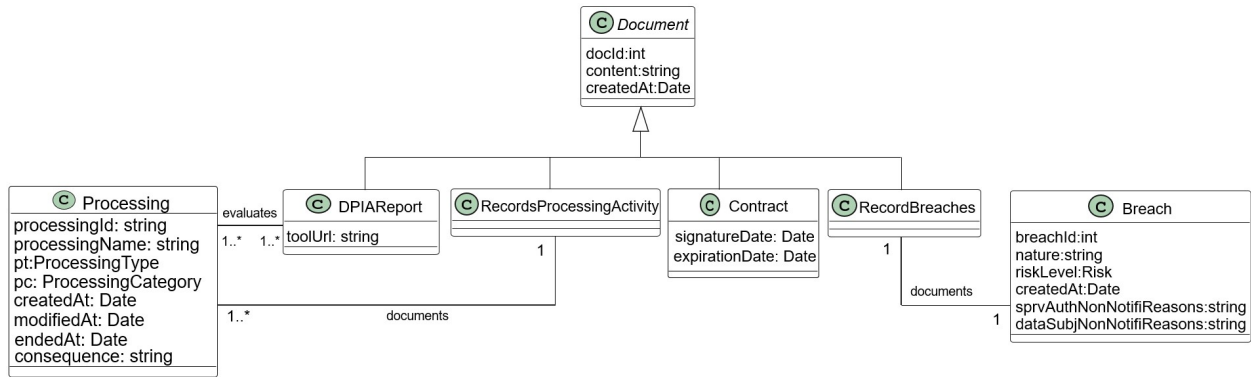 C Document
docId:int
content:string
createdAt:Date
C Processing
processingId: string
processingName: string
pt:ProcessingType
pc: ProcessingCategory
createdAt: Date
modifiedAt: Date
endedAt: Date
consequence: string
evaluates
1..* 1..*
C DPIAReport
toolUrl: string
C RecordsProcessingActivity
1
1..*
documents
C Contract
signatureDate: Date
expirationDate: Date
C RecordBreaches
1
documents
1
C Breach
breachId:int
nature:string
riskLevel:Risk
createdAt:Date
sprvAuthNonNotifiReasons:string
dataSubjNonNotifiReasons:string